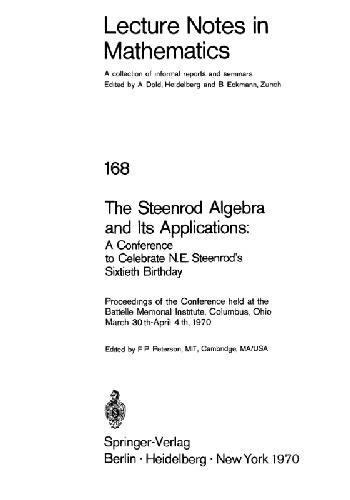 Lecture Notes in
Mathematics
A collection of informal reports and seminars
Edited by A Dold, Heidelberg and B Eckmann, Zurich
168
The Steenrod Algebra
and Its Applications:
A Conference
to Celebrate N.E. Steenrod's
Sixtieth Birthday
Proceedings of the Conference held at the
Battelle Memorial Institute, Columbus, Ohio
March 30th-April 4th, 1970
Edited by F. P. Peterson, MIT, Cambridge, MA/USA
Springer-Verlag
Berlin · Heidelberg · New York 1970